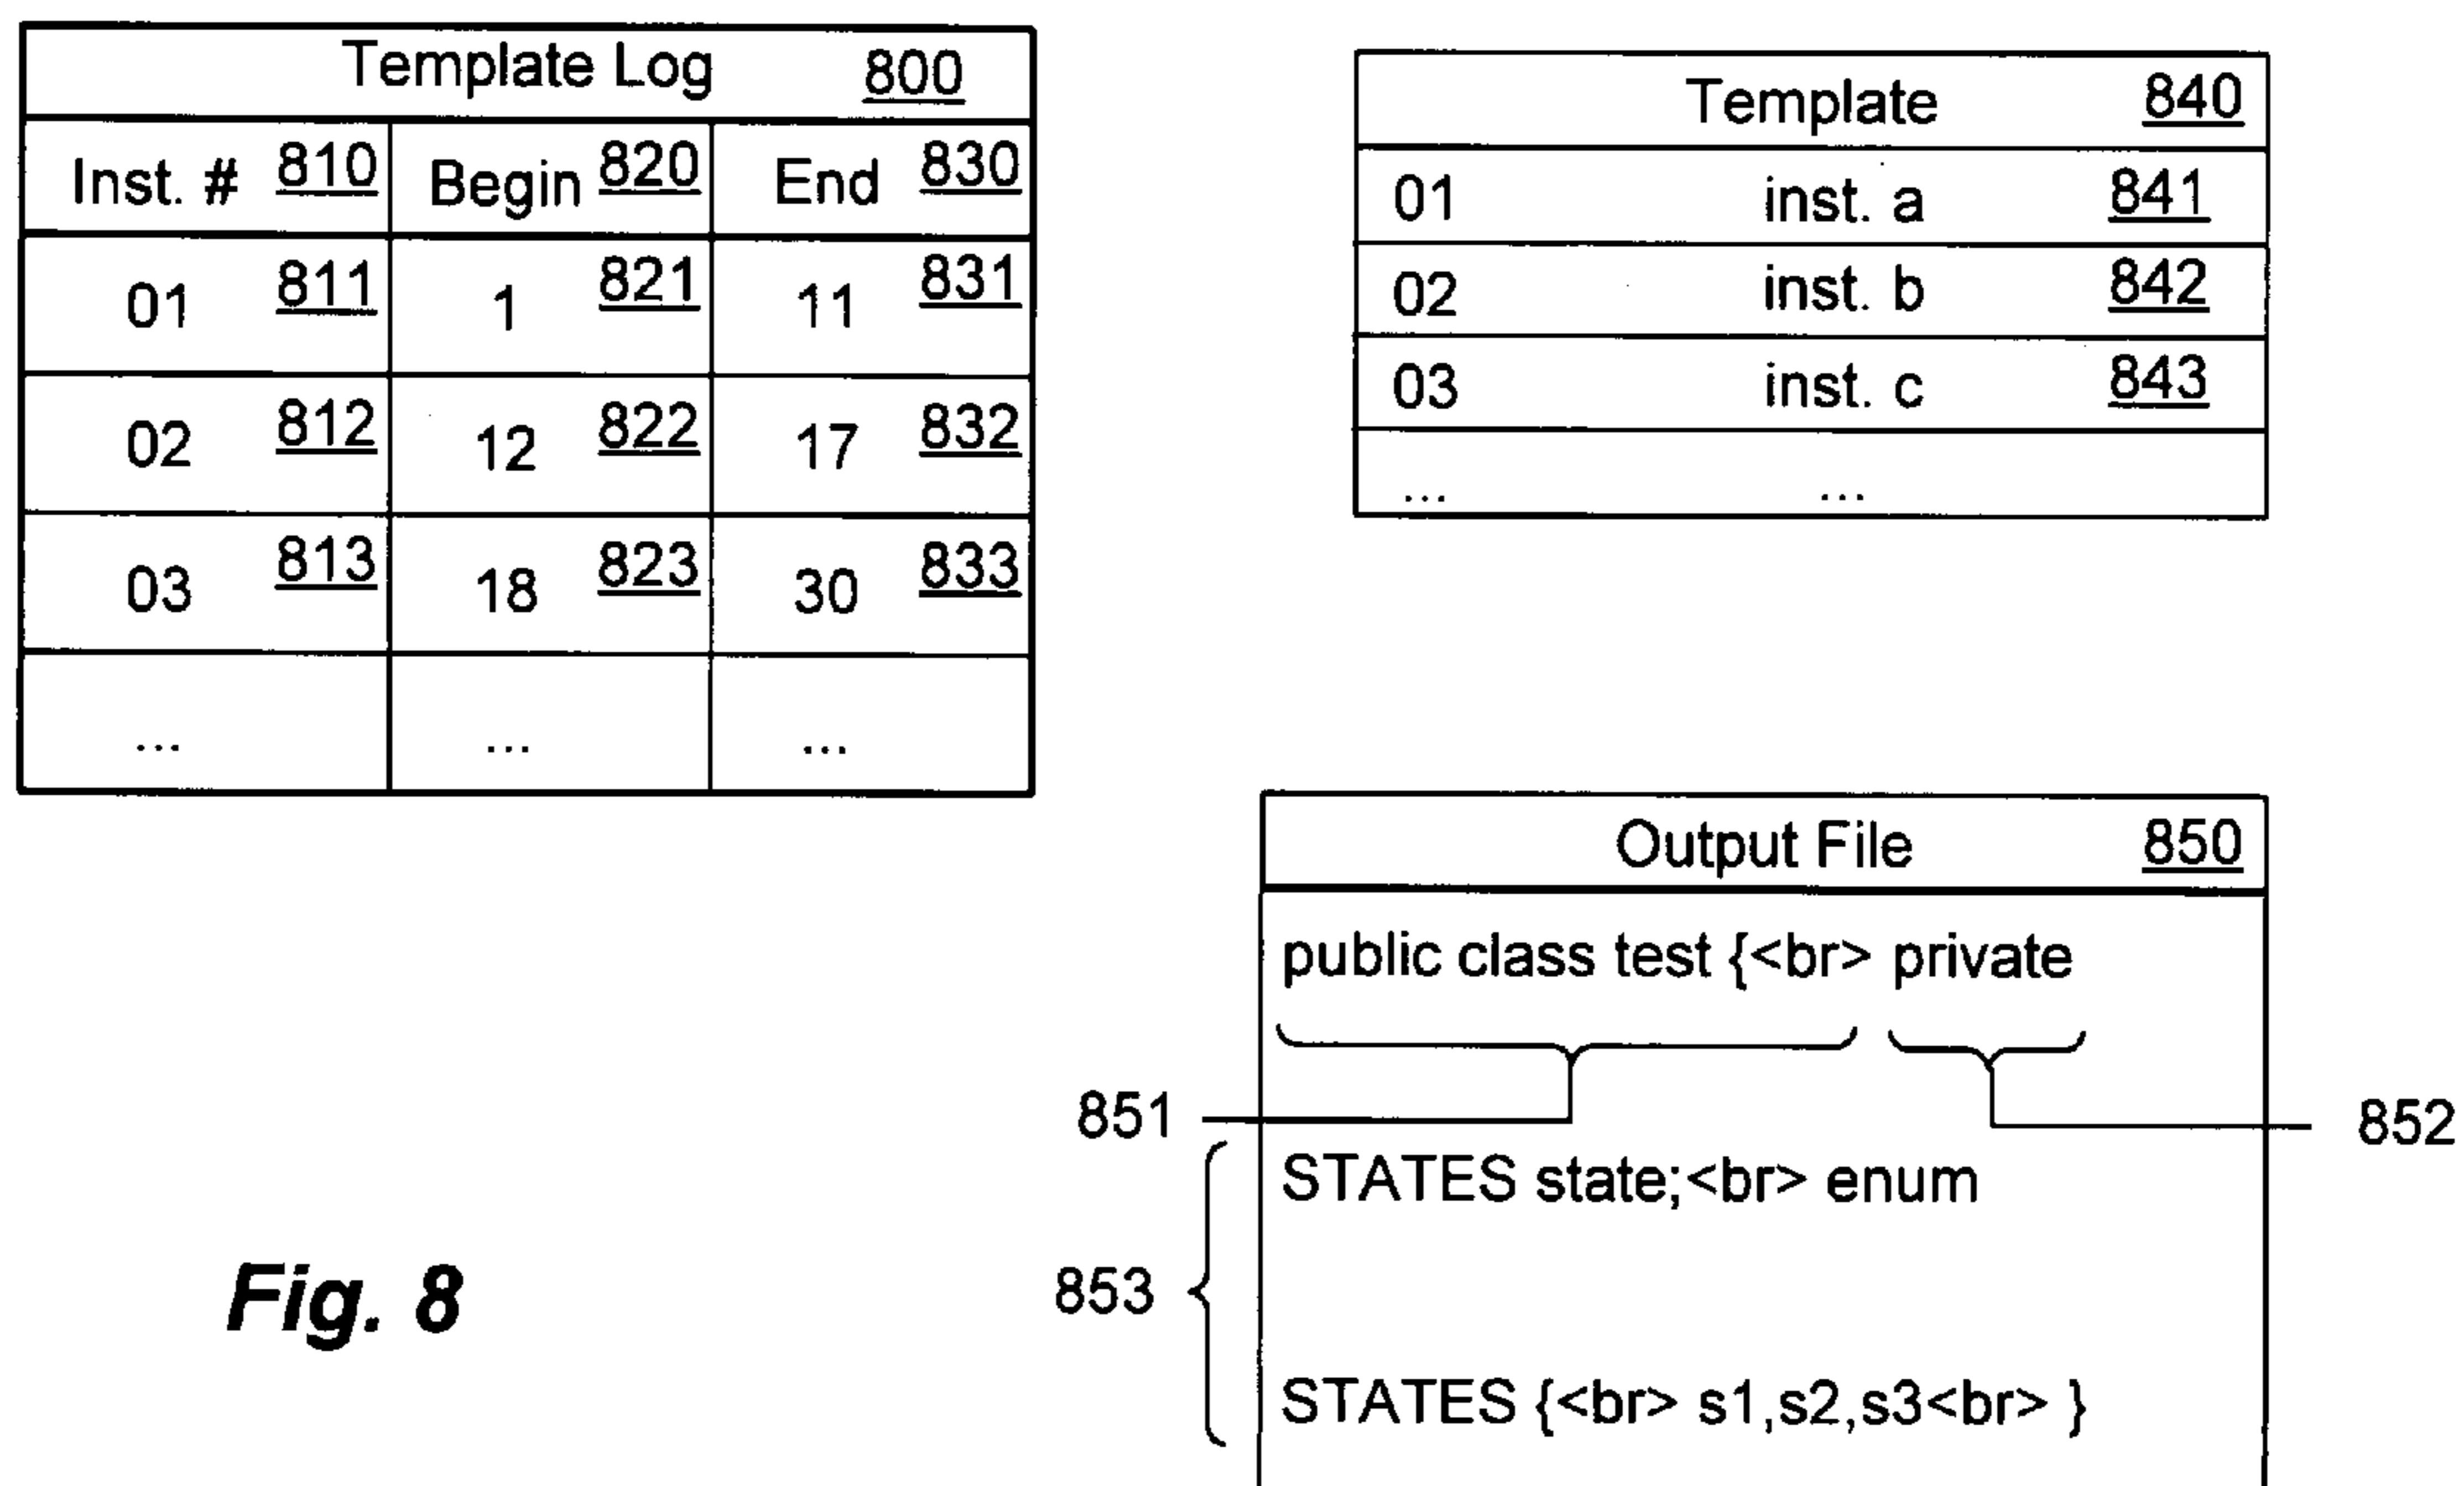 Template Log 800
Inst. # 810 Begin 820 End 830
01 811 1 821 11 831
02 812 12 822 17 832
03 813 18 823 30 833
... ... ...
Template 840
01 inst. a 841
02 inst. b 842
03 inst. c 843
... ...
Output File 850
public class test {<br> private
851
852
STATES state;<br> enum
853
STATES {<br> s1,s2,s3<br> }
Fig. 8